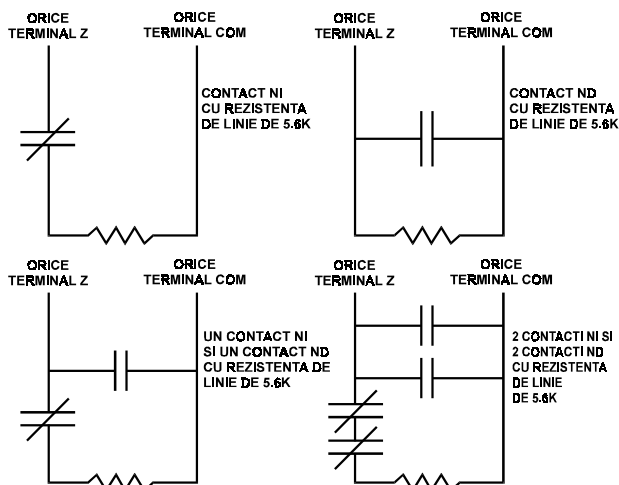 ORICE
TERMINAL Z
ORICE
TERMINAL COM
CONTACT NI
CU REZISTENTA
DE LINIE DE 5.6K
ORICE
TERMINAL Z
ORICE
TERMINAL COM
CONTACT ND
CU REZISTENTA
DE LINIE DE 5.6K
ORICE
TERMINAL Z
ORICE
TERMINAL COM
UN CONTACT NI
SI UN CONTACT ND
CU REZISTENTA DE
LINIE DE 5.6K
ORICE
TERMINAL Z
ORICE
TERMINAL COM
2 CONTACTI NI SI
2 CONTACTI ND
CU REZISTENTA
DE LINIE
DE 5.6K